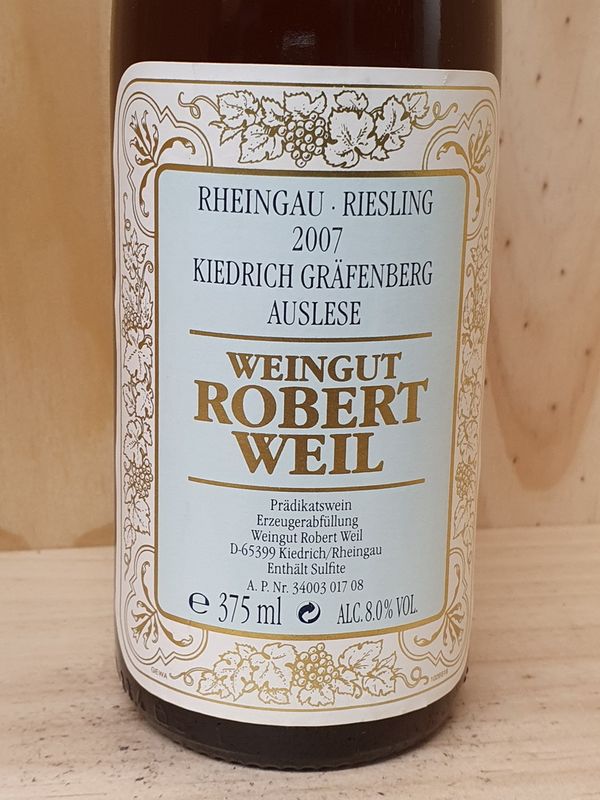 RHEINGAU · RIESLING
2007
KIEDRICH GRÄFENBERG
AUSLESE
WEINGUT
ROBERT
WEIL
Prädikatswein
Erzeugerabfüllung
Weingut Robert Weil
D-65399 Kiedrich/Rheingau
Enthält Sulfite
A. P. Nr. 34003 017 08
℮ 375 ml ALC. 8.0% VOL.
GEWA